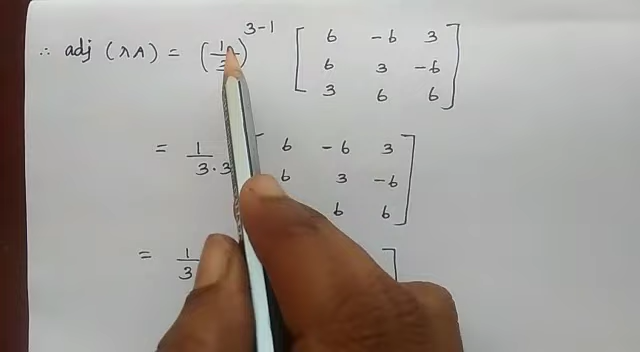 ∴ adj (λA) = (1/3)^3-1 [ 6 -6 3
6 3 -6
3 6 6 ]
= 1/3·3 6 -6 3
6 3 -6
6 6 ]
= 1/3 ]